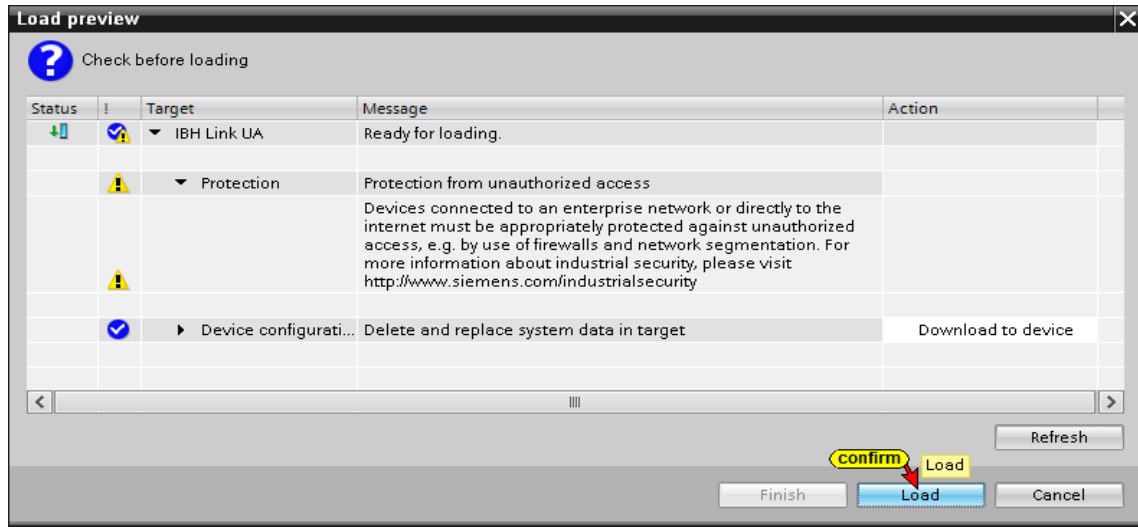 Load preview
Check before loading
Status ! Target Message Action
IBH Link UA Ready for loading.
Protection Protection from unauthorized access
Devices connected to an enterprise network or directly to the
internet must be appropriately protected against unauthorized
access, e.g. by use of firewalls and network segmentation. For
more information about industrial security, please visit
http://www.siemens.com/industrialsecurity
Device configurati... Delete and replace system data in target Download to device
Refresh
confirm Load
Finish Load Cancel